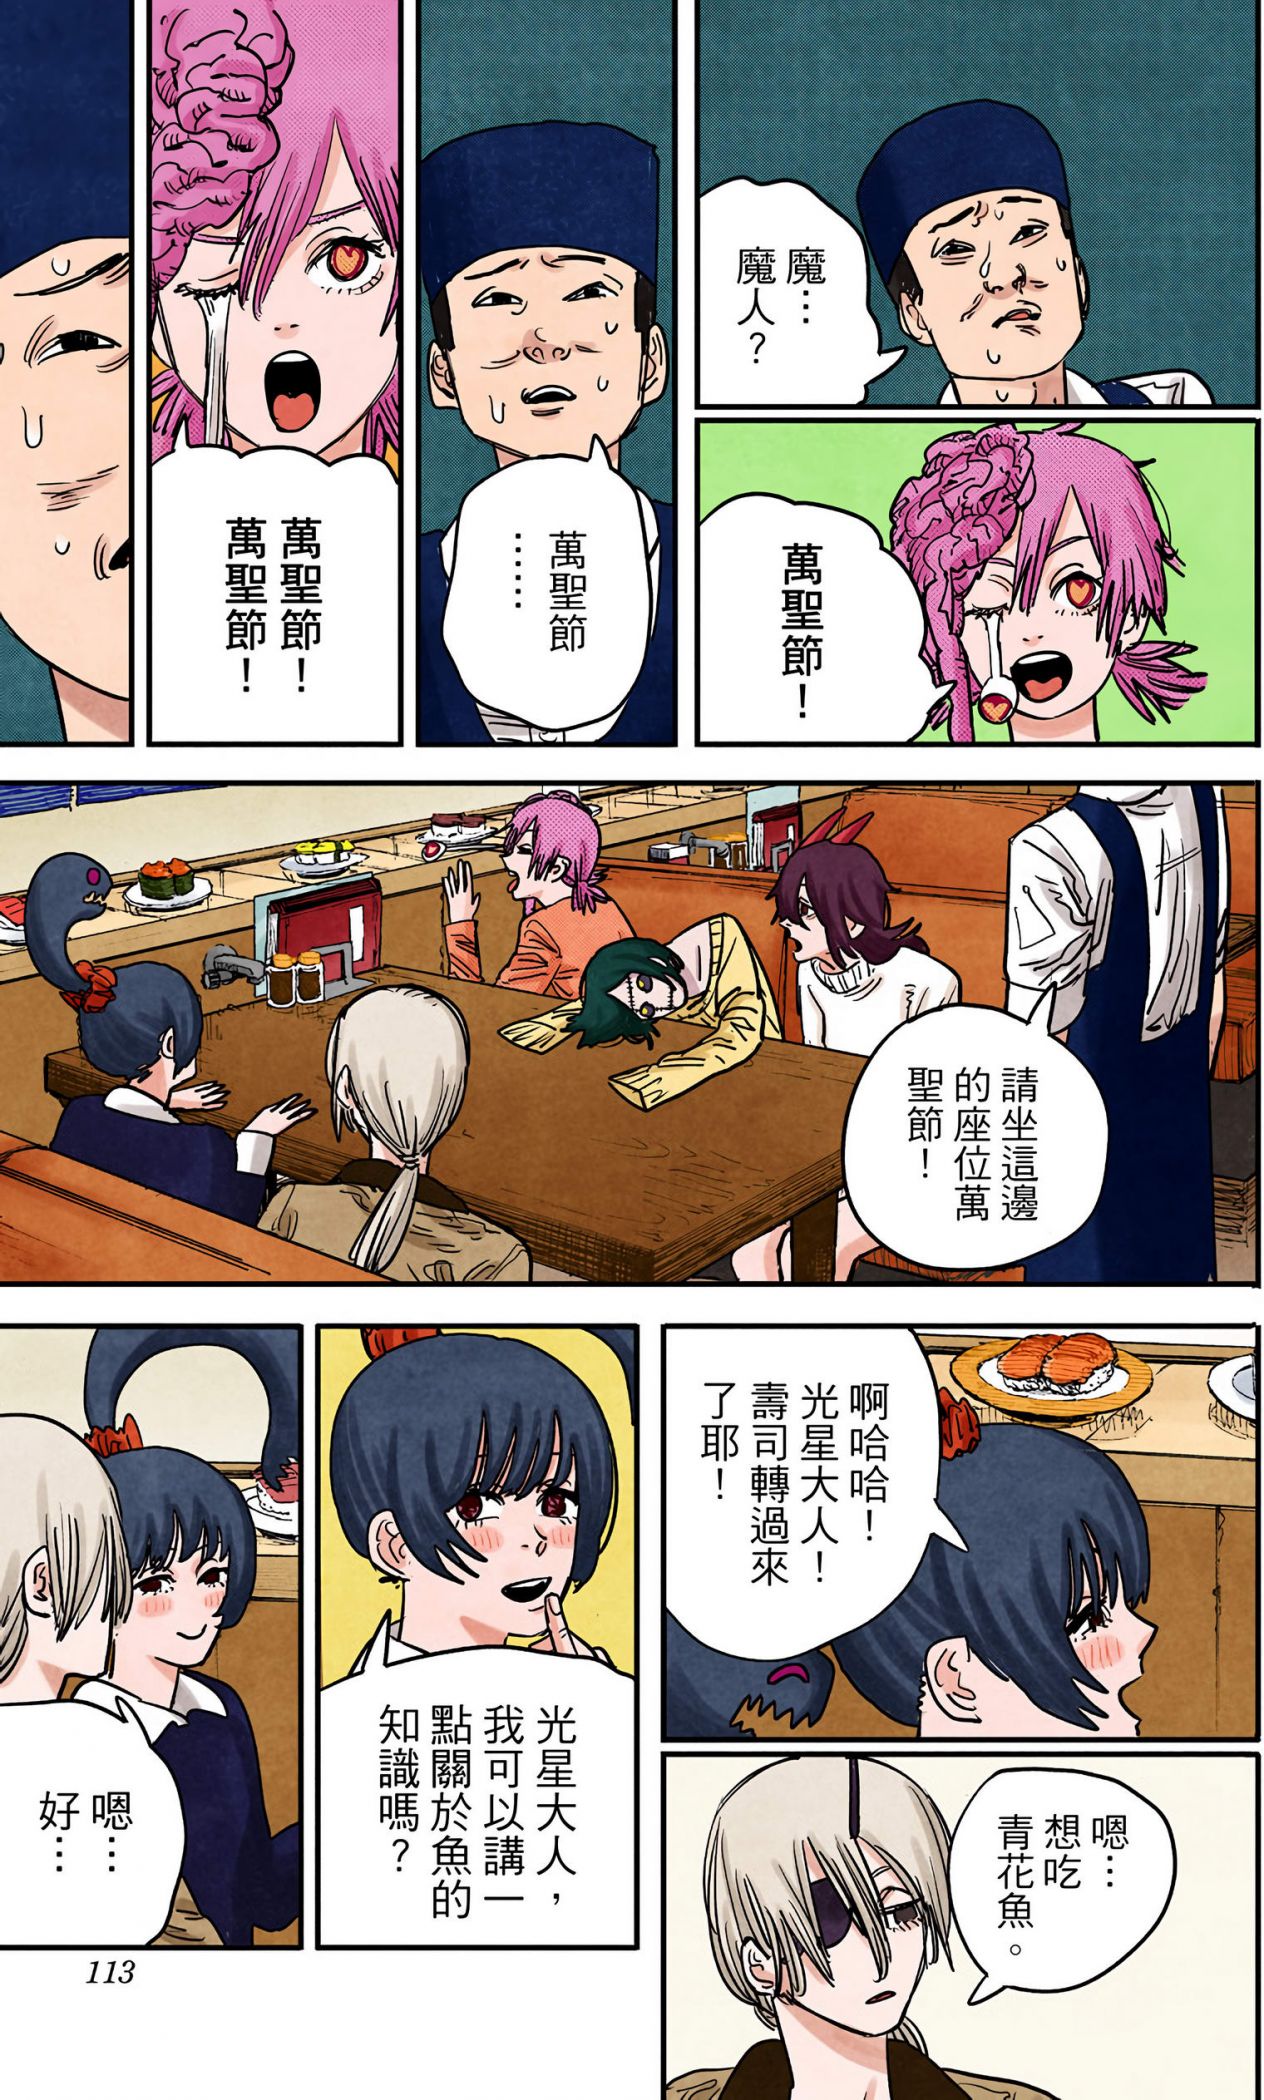 魔⋯
魔人？
萬聖節！
萬聖節
⋯⋯
萬聖節！
萬聖節！
請坐這邊
的座位萬
聖節！
啊哈哈！
光星大人！
壽司轉過來
了耶！
嗯⋯
想吃
青花魚。
光星大人，
我可以講一
點關於魚的
知識嗎？
嗯⋯
好⋯
113